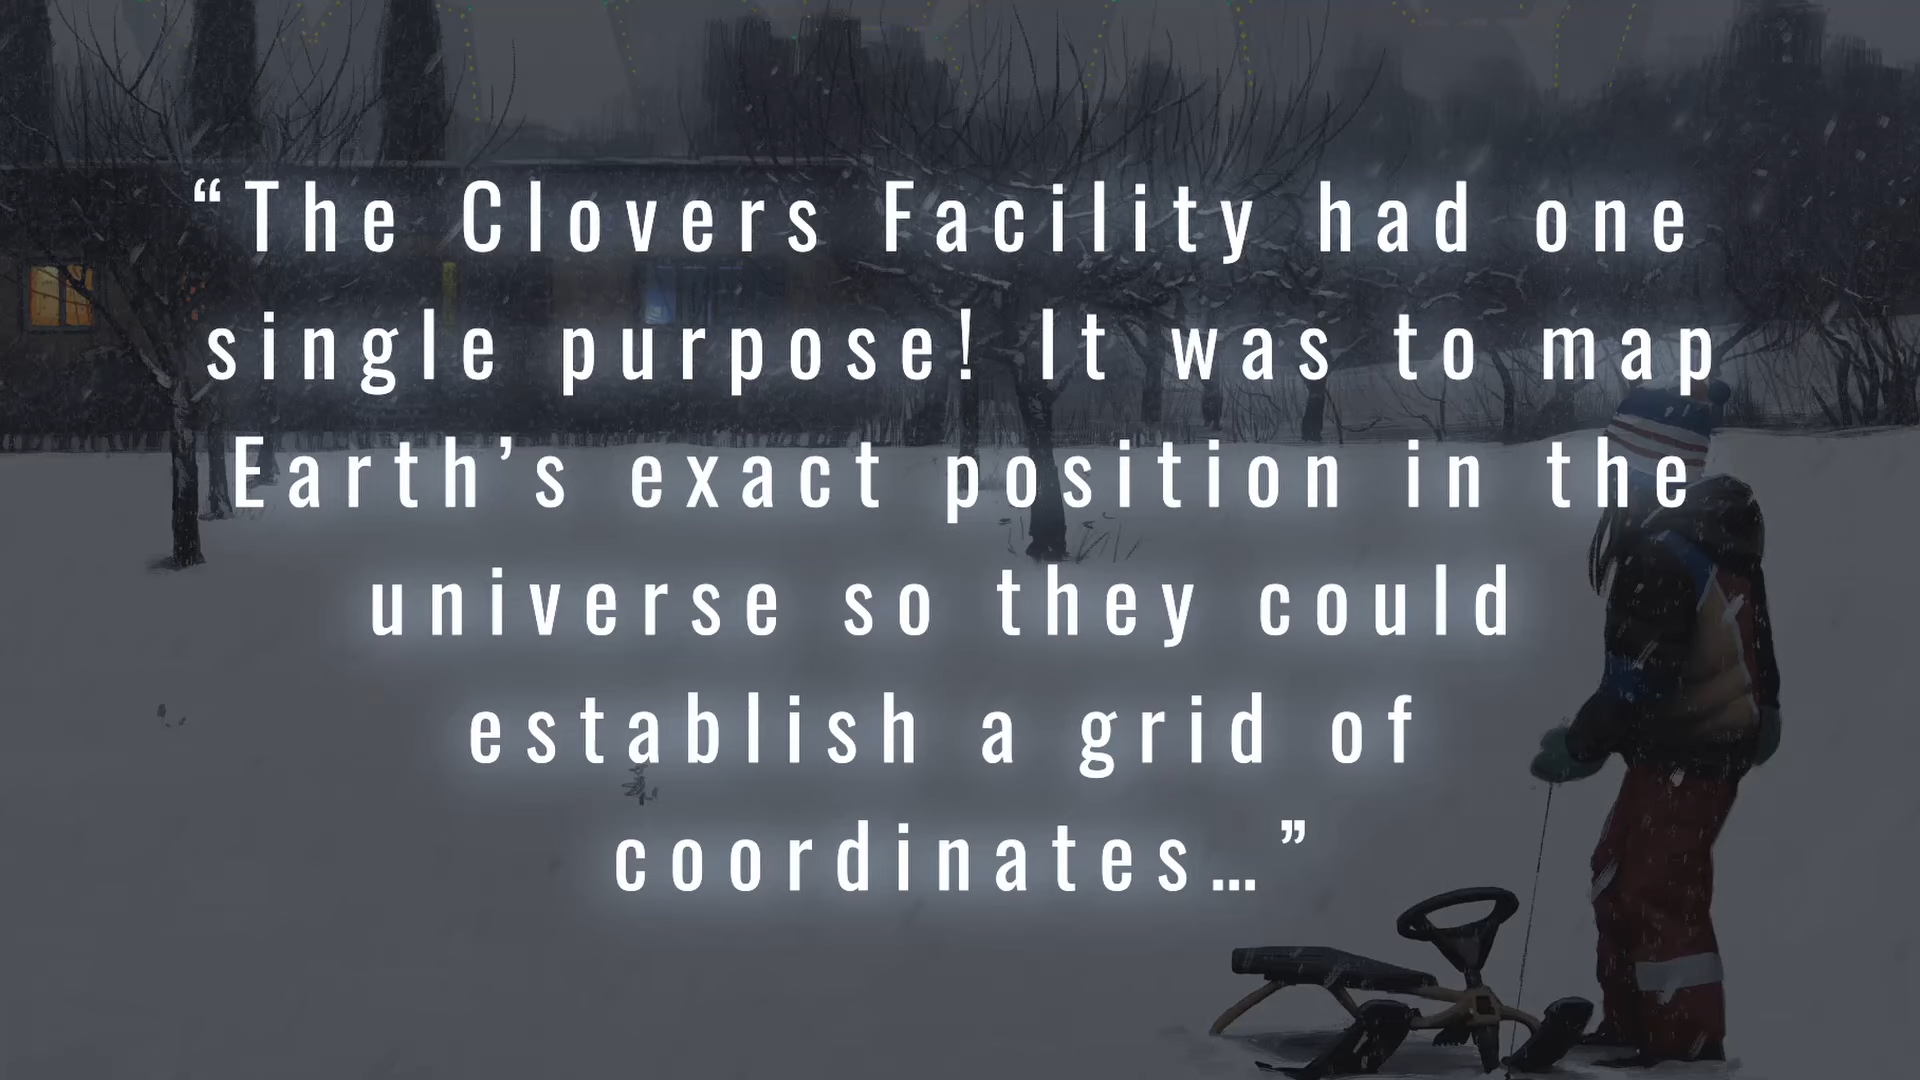 “The Clovers Facility had one
single purpose! It was to map
Earth’s exact position in the
universe so they could
establish a grid of
coordinates…”